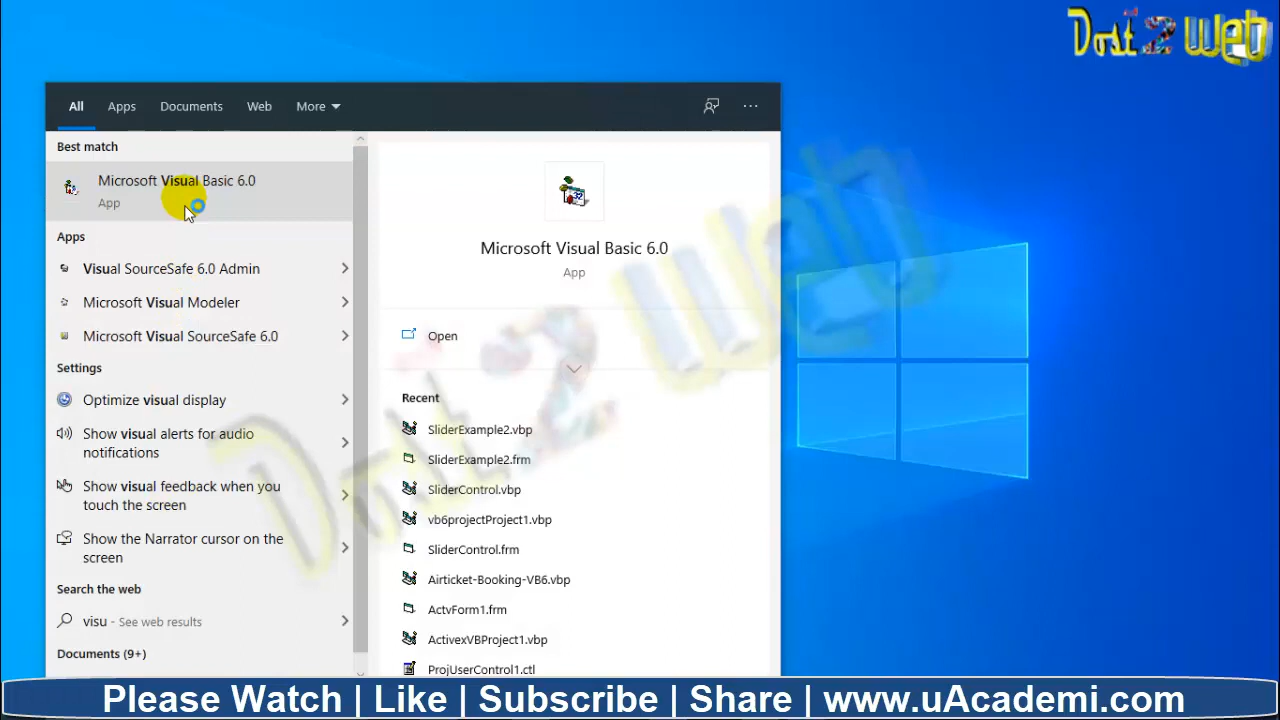 Dost 2 Web
All Apps Documents Web More
Best match
Microsoft Visual Basic 6.0
App
Apps
Visual SourceSafe 6.0 Admin
Microsoft Visual Modeler
Microsoft Visual SourceSafe 6.0
Settings
Optimize visual display
Show visual alerts for audio
notifications
Show visual feedback when you
touch the screen
Show the Narrator cursor on the
screen
Search the web
visu - See web results
Documents (9+)
Microsoft Visual Basic 6.0
App
Open
Recent
SliderExample2.vbp
SliderExample2.frm
SliderControl.vbp
vb6projectProject1.vbp
SliderControl.frm
Airticket-Booking-VB6.vbp
ActvForm1.frm
ActivexVBProject1.vbp
ProjUserControl1.ctl
Dost 2 Web
Please Watch | Like | Subscribe | Share | www.uAcademi.com